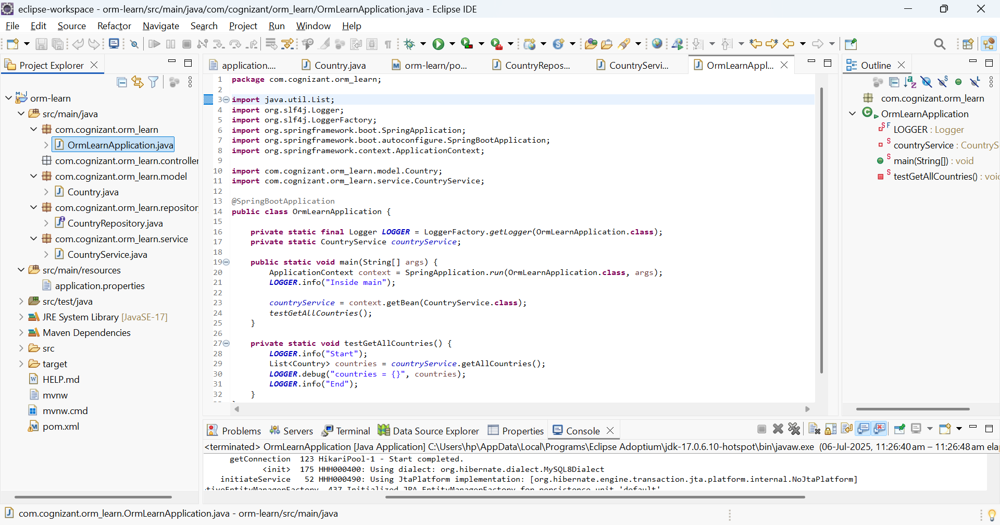 eclipse-workspace - orm-learn/src/main/java/com/cognizant/orm_learn/OrmLearnApplication.java - Eclipse IDE
File Edit Source Refactor Navigate Search Project Run Window Help
Project Explorer
orm-learn
src/main/java
com.cognizant.orm_learn
OrmLearnApplication.java
com.cognizant.orm_learn.controller
com.cognizant.orm_learn.model
Country.java
com.cognizant.orm_learn.repositor
CountryRepository.java
com.cognizant.orm_learn.service
CountryService.java
src/main/resources
application.properties
src/test/java
JRE System Library [JavaSE-17]
Maven Dependencies
src
target
HELP.md
mvnw
mvnw.cmd
pom.xml
application.... Country.java orm-learn/po... CountryRepos... CountryServi... OrmLearnAppl...
1 package com.cognizant.orm_learn;
2
3 import java.util.List;
4 import org.slf4j.Logger;
5 import org.slf4j.LoggerFactory;
6 import org.springframework.boot.SpringApplication;
7 import org.springframework.boot.autoconfigure.SpringBootApplication;
8 import org.springframework.context.ApplicationContext;
9
10 import com.cognizant.orm_learn.model.Country;
11 import com.cognizant.orm_learn.service.CountryService;
12
13 @SpringBootApplication
14 public class OrmLearnApplication {
15
16 private static final Logger LOGGER = LoggerFactory.getLogger(OrmLearnApplication.class);
17 private static CountryService countryService;
18
19 public static void main(String[] args) {
20 ApplicationContext context = SpringApplication.run(OrmLearnApplication.class, args);
21 LOGGER.info("Inside main");
22
23 countryService = context.getBean(CountryService.class);
24 testGetAllCountries();
25 }
26
27 private static void testGetAllCountries() {
28 LOGGER.info("Start");
29 List<Country> countries = countryService.getAllCountries();
30 LOGGER.debug("countries = {}", countries);
31 LOGGER.info("End");
32 }
Outline
com.cognizant.orm_learn
OrmLearnApplication
LOGGER : Logger
countryService : CountryS
main(String[]) : void
testGetAllCountries() : void
Problems Servers Terminal Data Source Explorer Properties Console
<terminated> OrmLearnApplication [Java Application] C:\Users\hp\AppData\Local\Programs\Eclipse Adoptium\jdk-17.0.6.10-hotspot\bin\javaw.exe (06-Jul-2025, 11:26:40 am – 11:26:48 am ela
getConnection 123 HikariPool-1 - Start completed.
<init> 175 HHH000400: Using dialect: org.hibernate.dialect.MySQL8Dialect
initiateService 52 HHH000490: Using JtaPlatform implementation: [org.hibernate.engine.transaction.jta.platform.internal.NoJtaPlatform]
tiveEntityManagerFactory 437 Initialized JPA EntityManagerFactory for persistence unit 'default'
com.cognizant.orm_learn.OrmLearnApplication.java - orm-learn/src/main/java